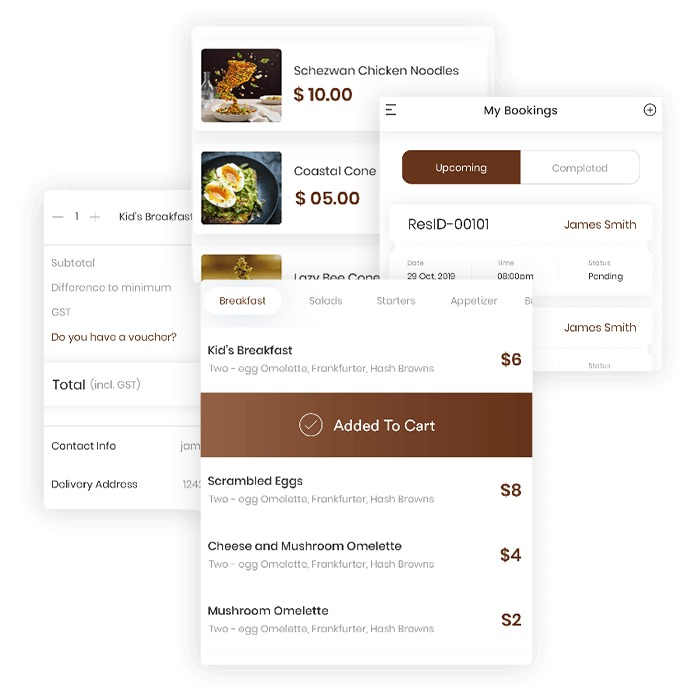 Schezwan Chicken Noodles
$ 10.00
Coastal Cone
$ 05.00
Lazy Bee Cone
My Bookings
Upcoming Completed
ResID-00101 James Smith
Date Time Status
29 Oct, 2019 08:00pm Pending
James Smith
Status
1 Kid's Breakfast
Subtotal
Difference to minimum
GST
Do you have a voucher?
Total (incl. GST)
Contact Info jam
Delivery Address 1242
Breakfast Salads Starters Appetizer
Kid's Breakfast
$6
Two - egg Omelette, Frankfurter, Hash Browns
Added To Cart
Scrambled Eggs
$8
Two - egg Omelette, Frankfurter, Hash Browns
Cheese and Mushroom Omelette
$4
Two - egg Omelette, Frankfurter, Hash Browns
Mushroom Omelette
$2
Two - egg Omelette, Frankfurter, Hash Browns